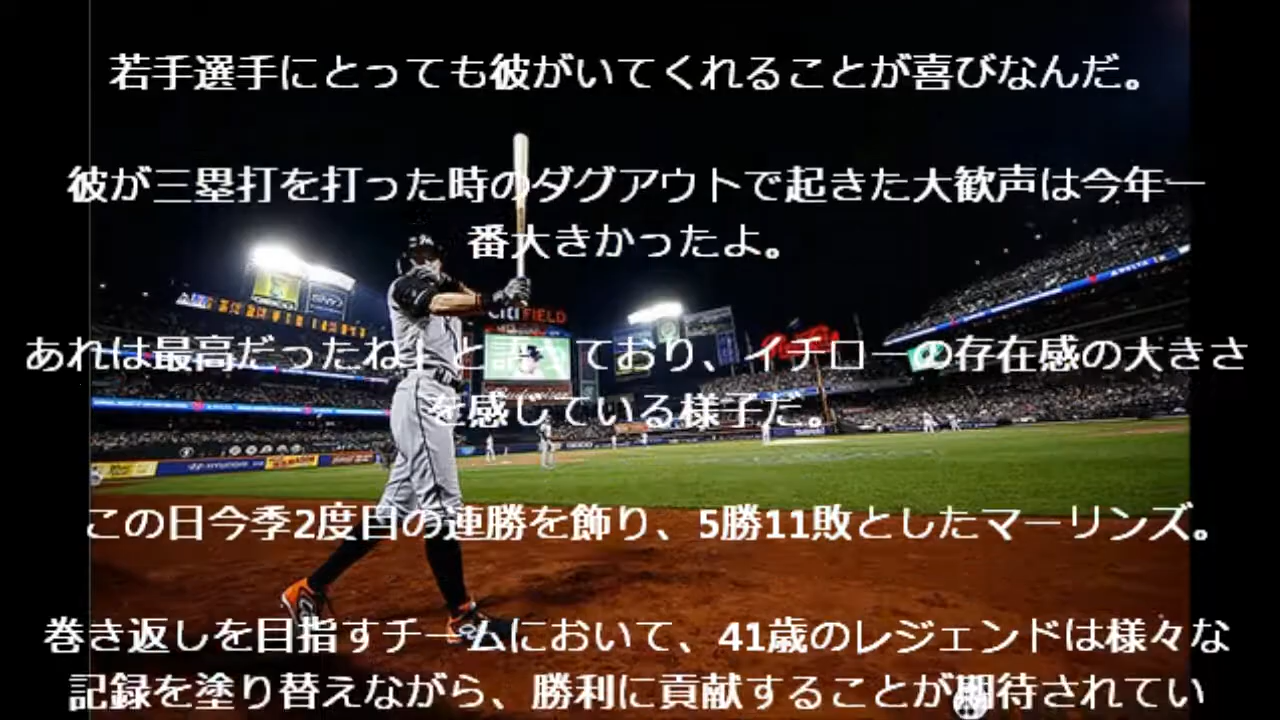 若手選手にとっても彼がいてくれることが喜びなんだ。
彼が三塁打を打った時のダグアウトで起きた大歓声は今年一
番大きかったよ。
あれは最高だったね」と語っており、イチローの存在感の大きさ
を感じている様子だ。
citi FIELD
この日今季2度目の連勝を飾り、5勝11敗としたマーリンズ。
巻き返しを目指すチームにおいて、41歳のレジェンドは様々な
記録を塗り替えながら、勝利に貢献することが期待されてい